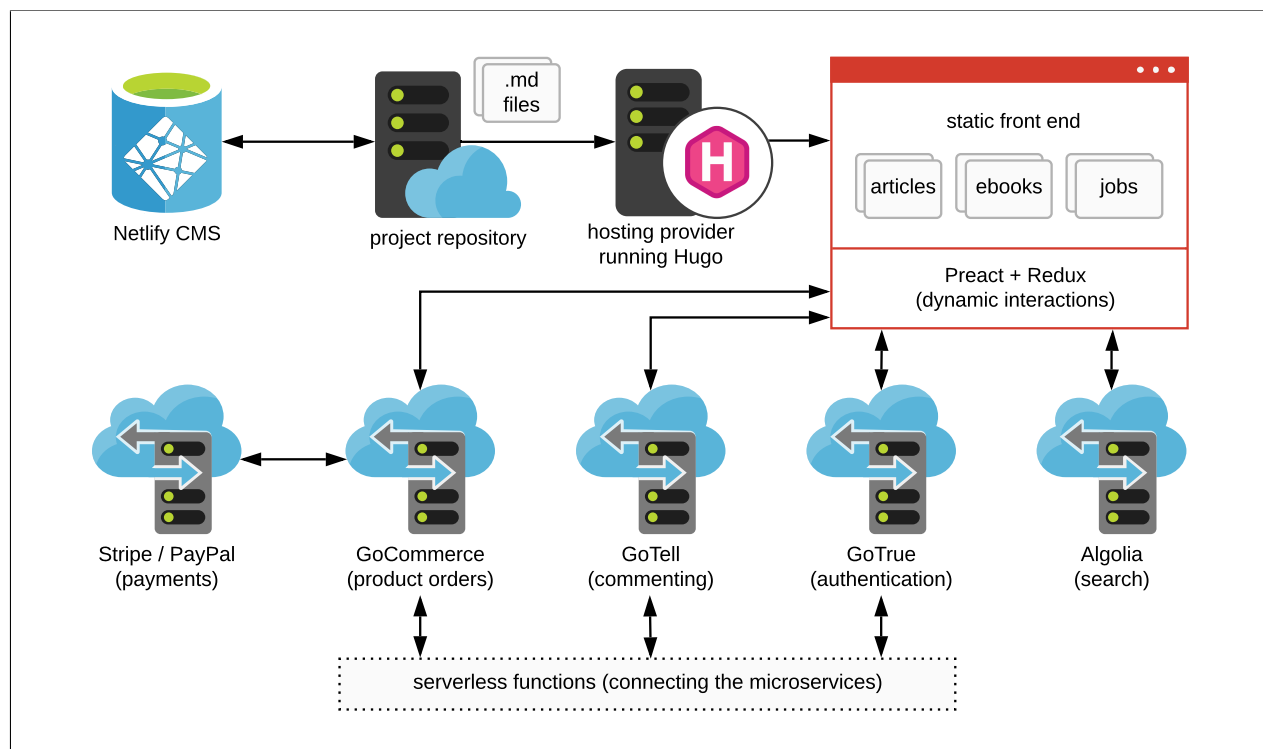 .md
files
static front end
articles
ebooks
jobs
Netlify CMS
project repository
hosting provider
running Hugo
H
Preact + Redux
(dynamic interactions)
Stripe / PayPal
(payments)
GoCommerce
(product orders)
GoTell
(commenting)
GoTrue
(authentication)
Algolia
(search)
serverless functions (connecting the microservices)